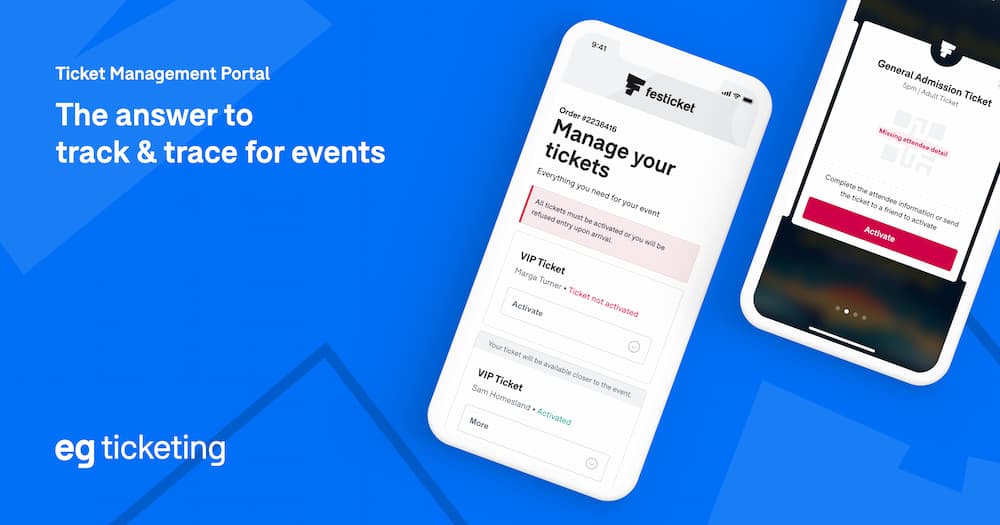 Ticket Management Portal
The answer to
track & trace for events
eg ticketing
9:41
festicket
Order #2238416
Manage your
tickets
Everything you need for your event
All tickets must be activated or you will be
refused entry upon arrival.
VIP Ticket
Marga Turner • Ticket not activated
Activate
Your ticket will be available closer to the event.
VIP Ticket
Sam Homesland • Activated
More
General Admission Ticket
5pm | Adult Ticket
Missing attendee detail
Complete the attendee information or send
the ticket to a friend to activate
Activate